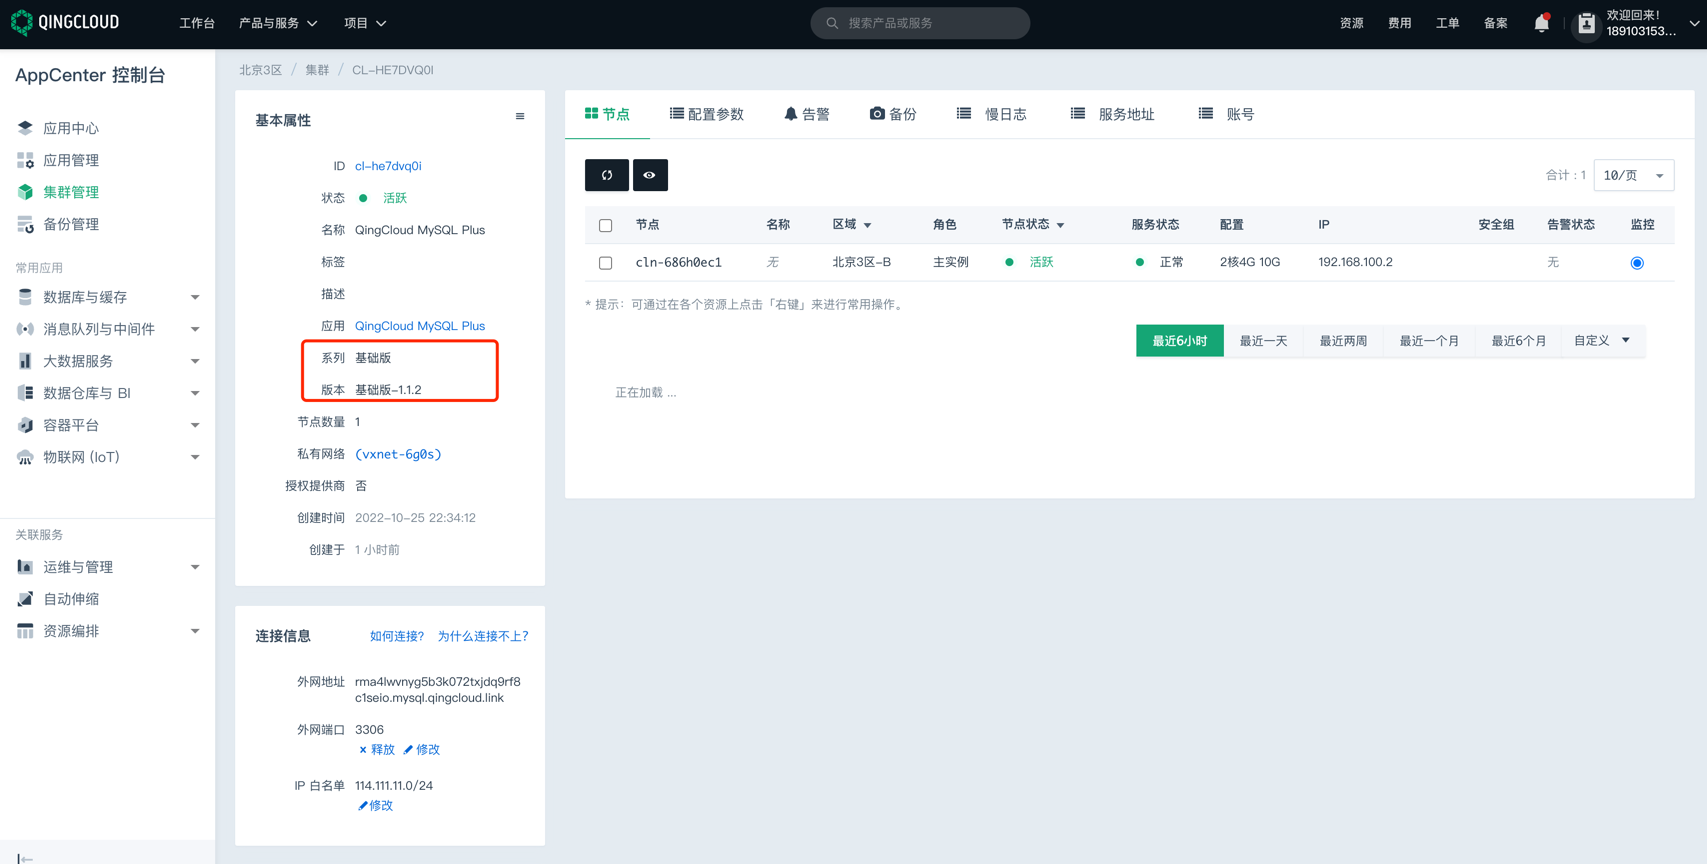 QINGCLOUD
工作台
产品与服务
项目
搜索产品或服务
资源
费用
工单
备案
欢迎回来!
189103153...
AppCenter 控制台
应用中心
应用管理
集群管理
备份管理
常用应用
数据库与缓存
消息队列与中间件
大数据服务
数据仓库与 BI
容器平台
物联网 (IoT)
关联服务
运维与管理
自动伸缩
资源编排
北京3区 / 集群 / CL-HE7DVQ0I
基本属性
ID cl-he7dvq0i
状态 活跃
名称 QingCloud MySQL Plus
标签
描述
应用 QingCloud MySQL Plus
系列 基础版
版本 基础版-1.1.2
节点数量 1
私有网络 (vxnet-6g0s)
授权提供商 否
创建时间 2022-10-25 22:34:12
创建于 1 小时前
连接信息 如何连接? 为什么连接不上?
外网地址 rma4lwvnyg5b3k072txjdq9rf8
c1seio.mysql.qingcloud.link
外网端口 3306
× 释放 修改
IP 白名单 114.111.11.0/24
修改
节点 配置参数 告警 备份 慢日志 服务地址 账号
合计 : 1 10/页
节点 名称 区域 角色 节点状态 服务状态 配置 IP 安全组 告警状态 监控
cln-686h0ec1 无 北京3区-B 主实例 活跃 正常 2核4G 10G 192.168.100.2 无
* 提示: 可通过在各个资源上点击「右键」来进行常用操作。
最近6小时 最近一天 最近两周 最近一个月 最近6个月 自定义
正在加载 ...